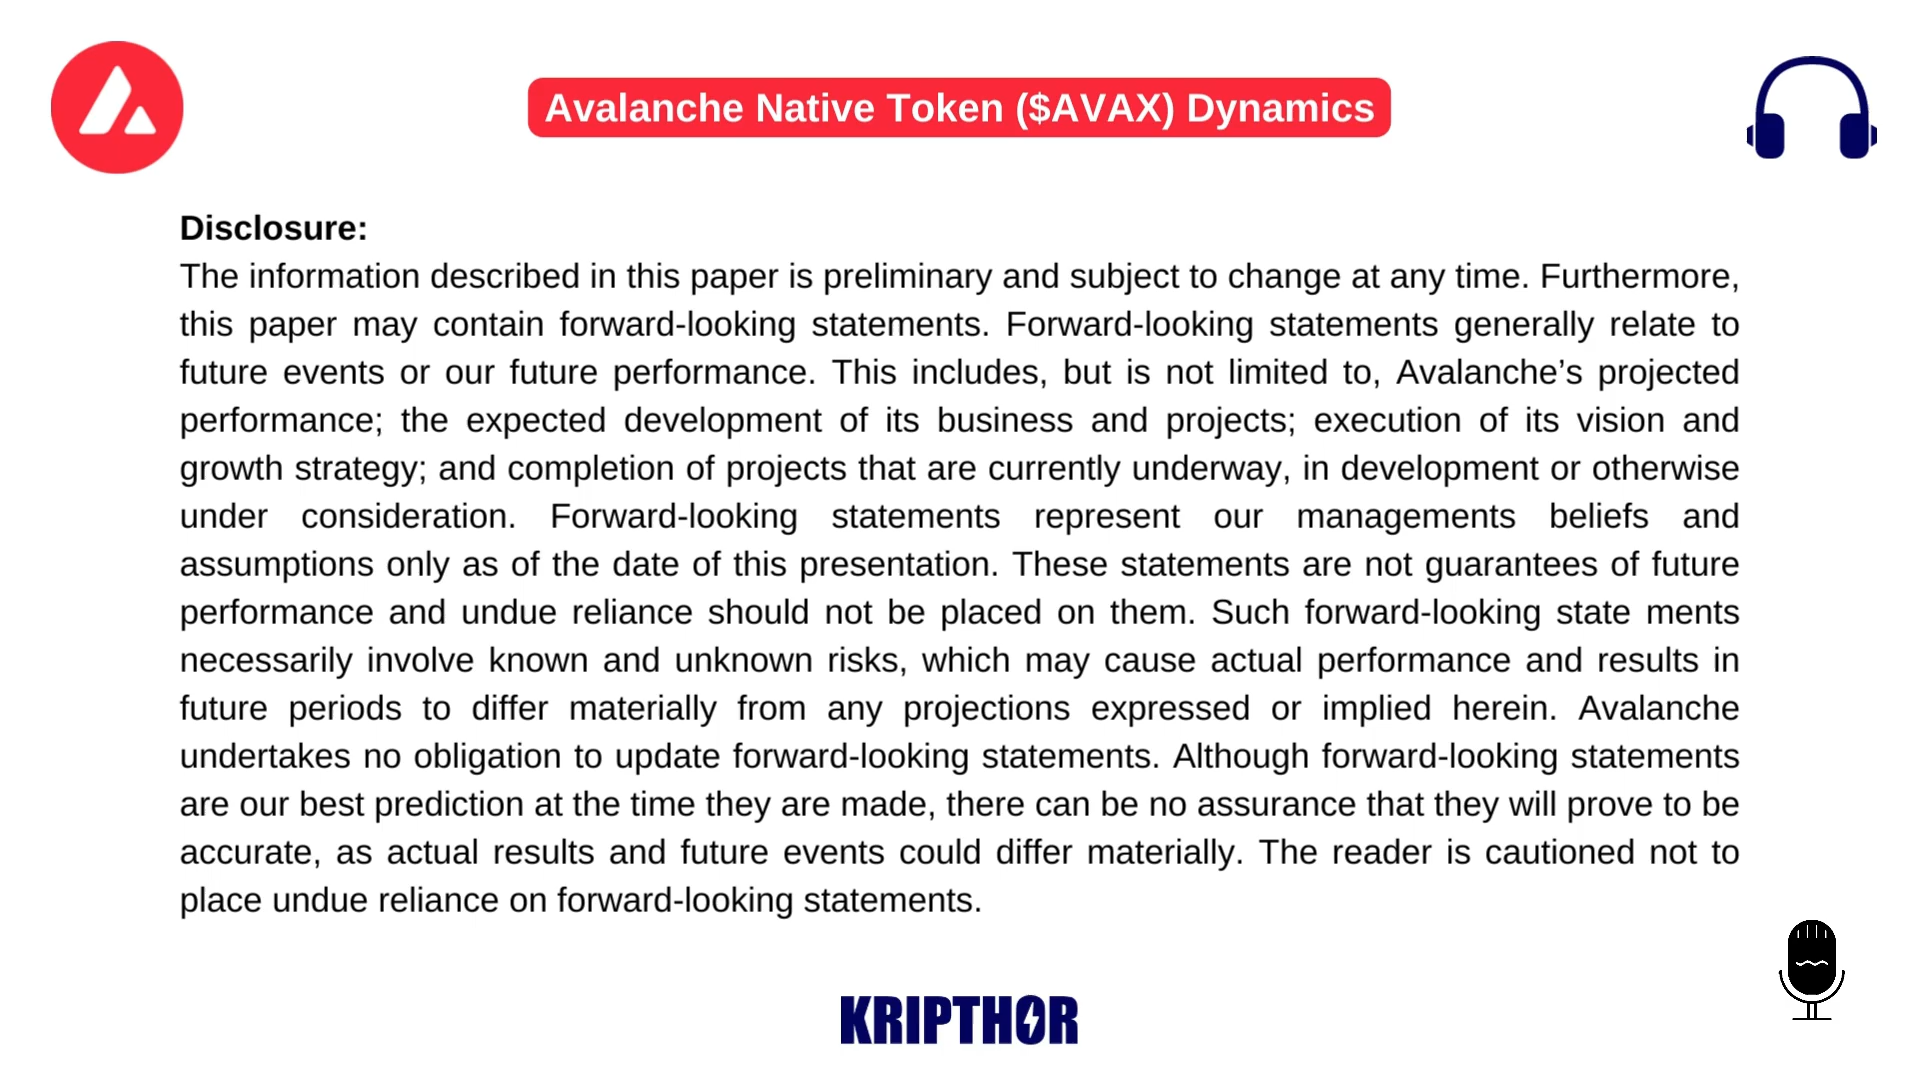 Avalanche Native Token ($AVAX) Dynamics
Disclosure:
The information described in this paper is preliminary and subject to change at any time. Furthermore,
this paper may contain forward-looking statements. Forward-looking statements generally relate to
future events or our future performance. This includes, but is not limited to, Avalanche’s projected
performance; the expected development of its business and projects; execution of its vision and
growth strategy; and completion of projects that are currently underway, in development or otherwise
under consideration. Forward-looking statements represent our managements beliefs and
assumptions only as of the date of this presentation. These statements are not guarantees of future
performance and undue reliance should not be placed on them. Such forward-looking state ments
necessarily involve known and unknown risks, which may cause actual performance and results in
future periods to differ materially from any projections expressed or implied herein. Avalanche
undertakes no obligation to update forward-looking statements. Although forward-looking statements
are our best prediction at the time they are made, there can be no assurance that they will prove to be
accurate, as actual results and future events could differ materially. The reader is cautioned not to
place undue reliance on forward-looking statements.
KRIPTHOR